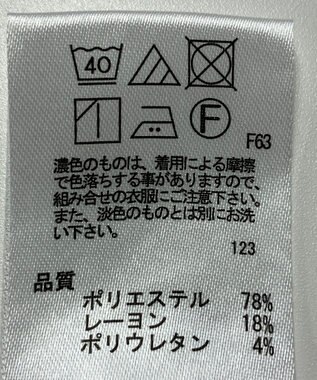 40
F
F63
濃色のものは、着用による摩擦
で色落ちする事がありますので、
組み合せの衣服にご注意下さい。
また、淡色のものとは別にお洗
い下さい。
123
品質
ポリエステル 78%
レーヨン 18%
ポリウレタン 4%